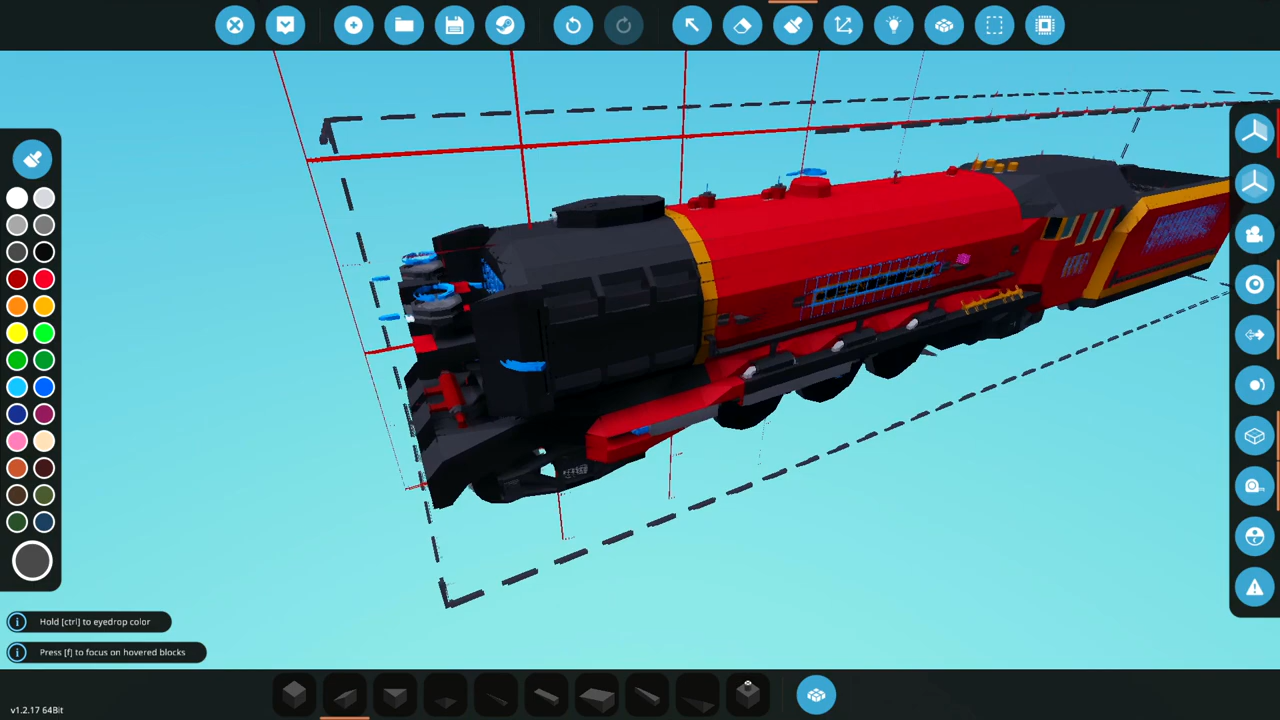 Hold [ctrl] to eyedrop color
Press [f] to focus on hovered blocks
v1.2.17 64Bit